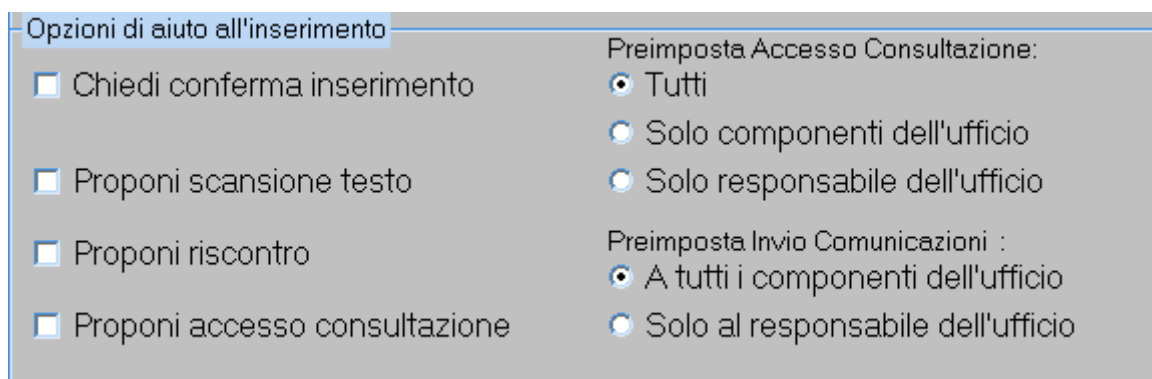 Opzioni di aiuto all'inserimento
Chiedi conferma inserimento
Proponi scansione testo
Proponi riscontro
Proponi accesso consultazione
Preimposta Accesso Consultazione:
Tutti
Solo componenti dell'ufficio
Solo responsabile dell'ufficio
Preimposta Invio Comunicazioni :
A tutti i componenti dell'ufficio
Solo al responsabile dell'ufficio